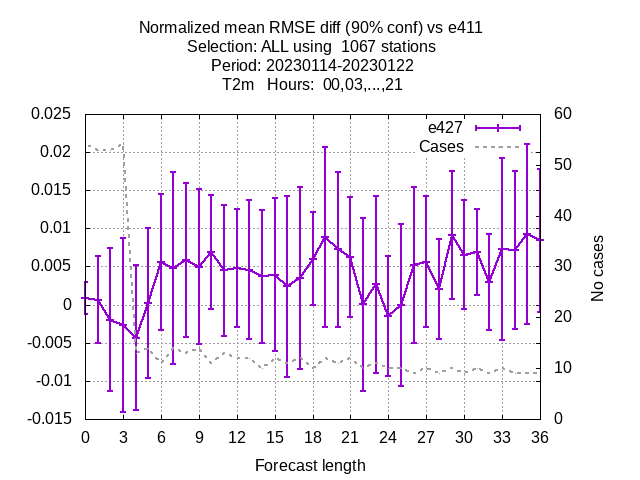 Normalized mean RMSE diff (90% conf) vs e411
Selection: ALL using  1067 stations
Period: 20230114-20230122
T2m   Hours:  00,03,...,21
0.025
0.02
0.015
0.01
0.005
0
-0.005
-0.01
-0.015
e427
Cases
60
50
40
30
20
10
0
No cases
0 3 6 9 12 15 18 21 24 27 30 33 36
Forecast length